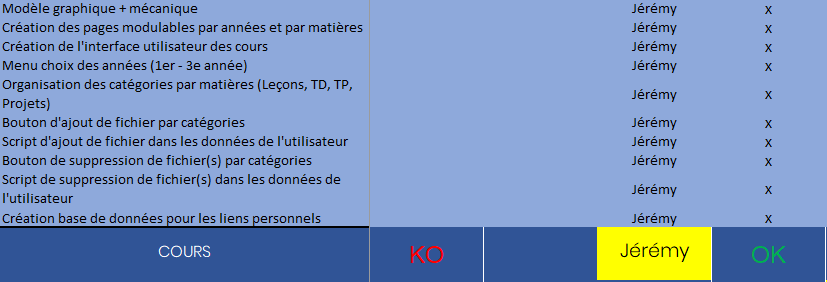 Modèle graphique + mécanique Jérémy x
Création des pages modulables par années et par matières Jérémy x
Création de l'interface utilisateur des cours Jérémy x
Menu choix des années (1er - 3e année) Jérémy x
Organisation des catégories par matières (Leçons, TD, TP,
Projets) Jérémy x
Bouton d'ajout de fichier par catégories Jérémy x
Script d'ajout de fichier dans les données de l'utilisateur Jérémy x
Bouton de suppression de fichier(s) par catégories Jérémy x
Script de suppression de fichier(s) dans les données de
l'utilisateur Jérémy x
Création base de données pour les liens personnels Jérémy x
COURS KO Jérémy OK